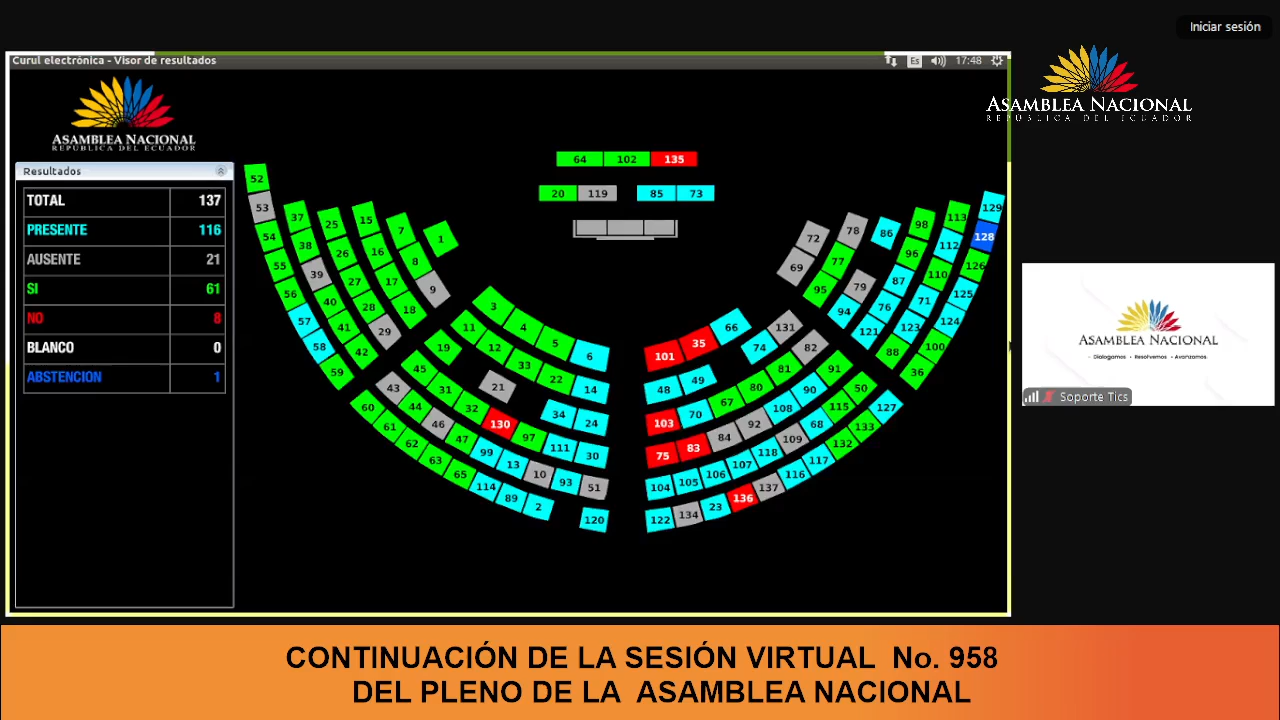 Iniciar sesión
Curul electrónica - Visor de resultados
Es 17:48
ASAMBLEA NACIONAL
REPÚBLICA DEL ECUADOR
ASAMBLEA NACIONAL
REPÚBLICA DEL ECUADOR
Resultados
TOTAL 137
PRESENTE 116
AUSENTE 21
SI 61
NO 8
BLANCO 0
ABSTENCION 1
64 102 135
20 119 85 73
52 53 54 55 56 57 58 59
37 38 39 40 41 42
25 26 27 28 29
15 16 17 18
7 8 9
1
3 4 5 6
11 12 33 22 14
19 21 34 24
45 31 32 130 97 111 30
43 44 46 47 99 13 10 93 51
60 61 62 63 65 114 89 2 120
101 35 66
48 49 74 131
103 70 67 80 81 82
75 83 84 92 108 90 91
104 105 106 107 118 109 68 115 50
122 134 23 136 137 116 117 132 133 127
72 69
78 77 95
86 79 94
98 96 87 76 121
113 112 110 71 123 88
129 128 126 125 124 100 36
ASAMBLEA NACIONAL
Dialogamos • Resolvemos • Avanzamos
Soporte Tics
CONTINUACIÓN DE LA SESIÓN VIRTUAL No. 958
DEL PLENO DE LA ASAMBLEA NACIONAL